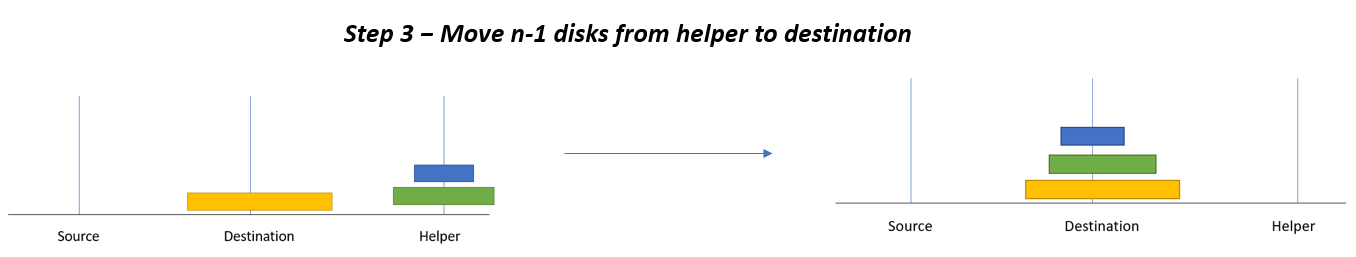 Step 3 – Move n-1 disks from helper to destination
Source Destination Helper
Source Destination Helper